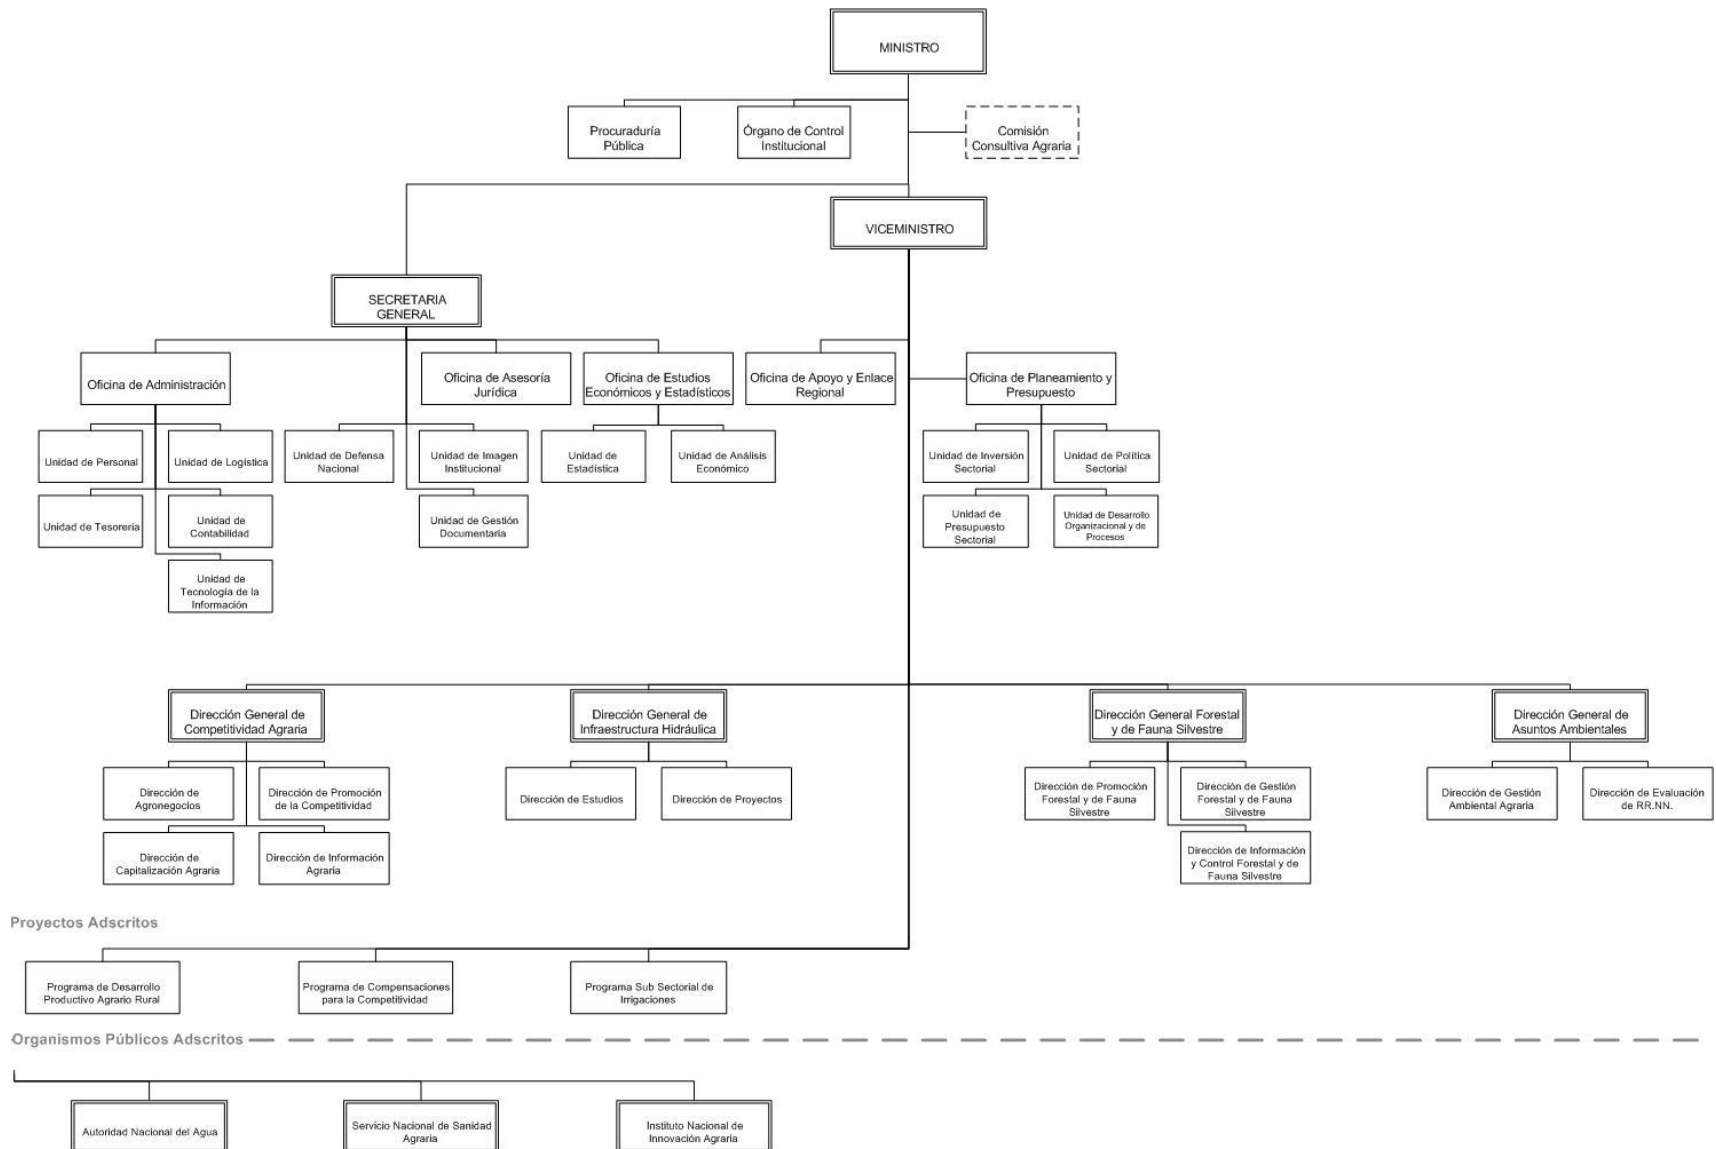 MINISTRO
Procuraduría
Pública
Órgano de Control
Institucional
Comisión
Consultiva Agraria
VICEMINISTRO
SECRETARIA
GENERAL
Oficina de Administración
Oficina de Asesoría
Jurídica
Oficina de Estudios
Económicos y Estadísticos
Oficina de Apoyo y Enlace
Regional
Oficina de Planeamiento y
Presupuesto
Unidad de Personal
Unidad de Logística
Unidad de Defensa
Nacional
Unidad de Imagen
Institucional
Unidad de
Estadística
Unidad de Análisis
Económico
Unidad de Inversión
Sectorial
Unidad de Política
Sectorial
Unidad de Tesoreria
Unidad de
Contabilidad
Unidad de Gestión
Documentaria
Unidad de
Presupuesto
Sectorial
Unidad de Desarrollo
Organizacional y de
Procesos
Unidad de
Tecnología de la
Información
Dirección General de
Competitividad Agraria
Dirección General de
Infraestructura Hidráulica
Dirección General Forestal
y de Fauna Silvestre
Dirección General de
Asuntos Ambientales
Dirección de
Agronegocios
Dirección de Promoción
de la Competitividad
Dirección de Estudios
Dirección de Proyectos
Dirección de Promoción
Forestal y de Fauna
Silvestre
Dirección de Gestión
Forestal y de Fauna
Silvestre
Dirección de Gestión
Ambiental Agraria
Dirección de Evaluación
de RR.NN.
Dirección de
Capitalización Agraria
Dirección de Información
Agraria
Dirección de Información
y Control Forestal y de
Fauna Silvestre
Proyectos Adscritos
Programa de Desarrollo
Productivo Agrario Rural
Programa de Compensaciones
para la Competitividad
Programa Sub Sectorial de
Irrigaciones
Organismos Públicos Adscritos
Autoridad Nacional del Agua
Servicio Nacional de Sanidad
Agraria
Instituto Nacional de
Innovación Agraria